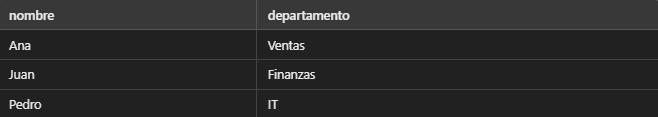 nombre departamento
Ana Ventas
Juan Finanzas
Pedro IT